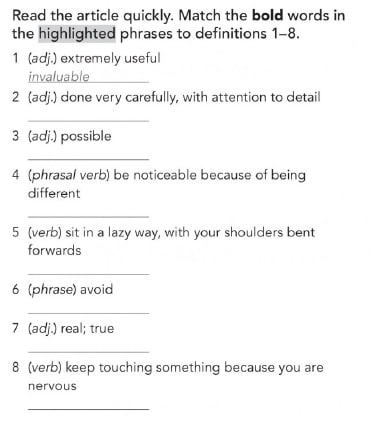 Read the article quickly. Match the bold words in
the highlighted phrases to definitions 1–8.
1 (adj.) extremely useful
invaluable
2 (adj.) done very carefully, with attention to detail
3 (adj.) possible
4 (phrasal verb) be noticeable because of being
different
5 (verb) sit in a lazy way, with your shoulders bent
forwards
6 (phrase) avoid
7 (adj.) real; true
8 (verb) keep touching something because you are
nervous